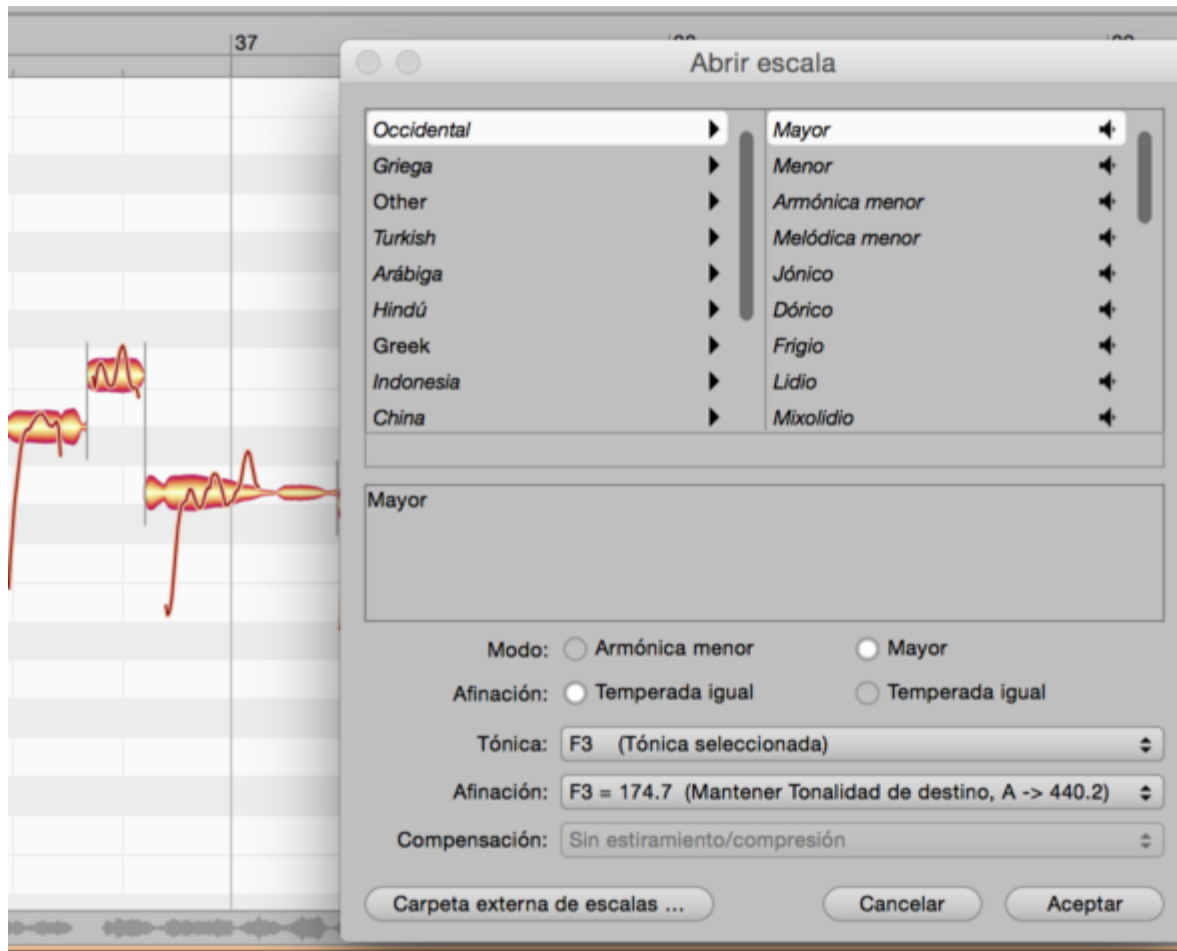 37
Abrir escala
Occidental
Griega
Other
Turkish
Arábiga
Hindú
Greek
Indonesia
China
Mayor
Menor
Armónica menor
Melódica menor
Jónico
Dórico
Frigio
Lidio
Mixolidio
Mayor
Modo: Armónica menor Mayor
Afinación: Temperada igual Temperada igual
Tónica: F3 (Tónica seleccionada)
Afinación: F3 = 174.7 (Mantener Tonalidad de destino, A -> 440.2)
Compensación: Sin estiramiento/compresión
Carpeta externa de escalas ... Cancelar Aceptar